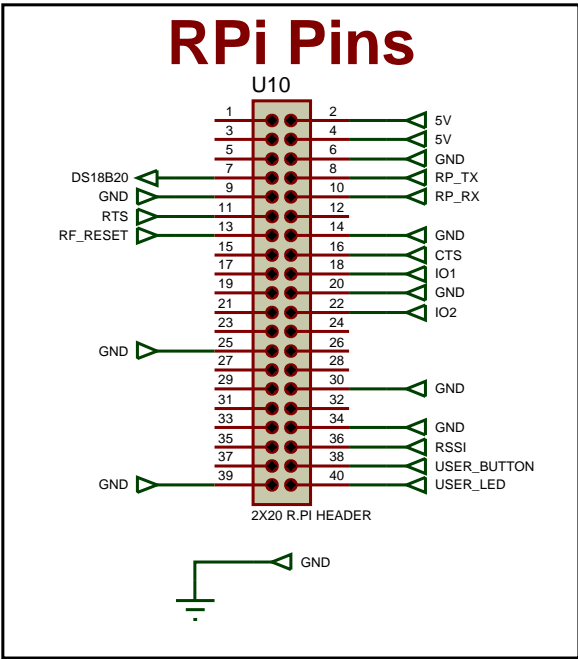 RPi Pins
U10
1 2 5V
3 4 5V
5 6 GND
DS18B20 7 8 RP_TX
GND 9 10 RP_RX
RTS 11 12
RF_RESET 13 14 GND
15 16 CTS
17 18 IO1
19 20 GND
21 22 IO2
23 24
GND 25 26
27 28
29 30 GND
31 32
33 34 GND
35 36 RSSI
37 38 USER_BUTTON
GND 39 40 USER_LED
2X20 R.PI HEADER
GND